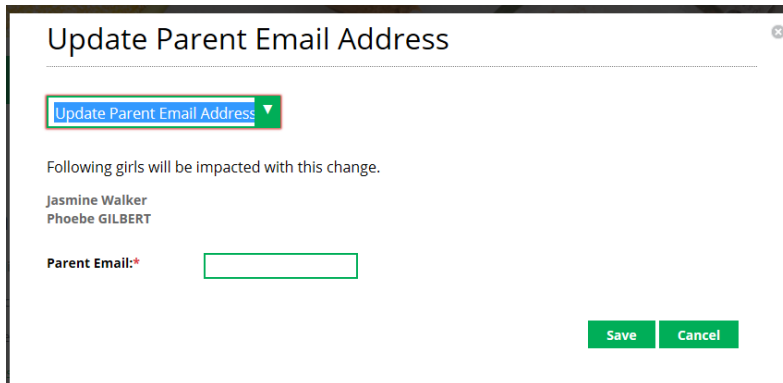 Update Parent Email Address
Update Parent Email Address
Following girls will be impacted with this change.
Jasmine Walker
Phoebe GILBERT
Parent Email:*
Save Cancel